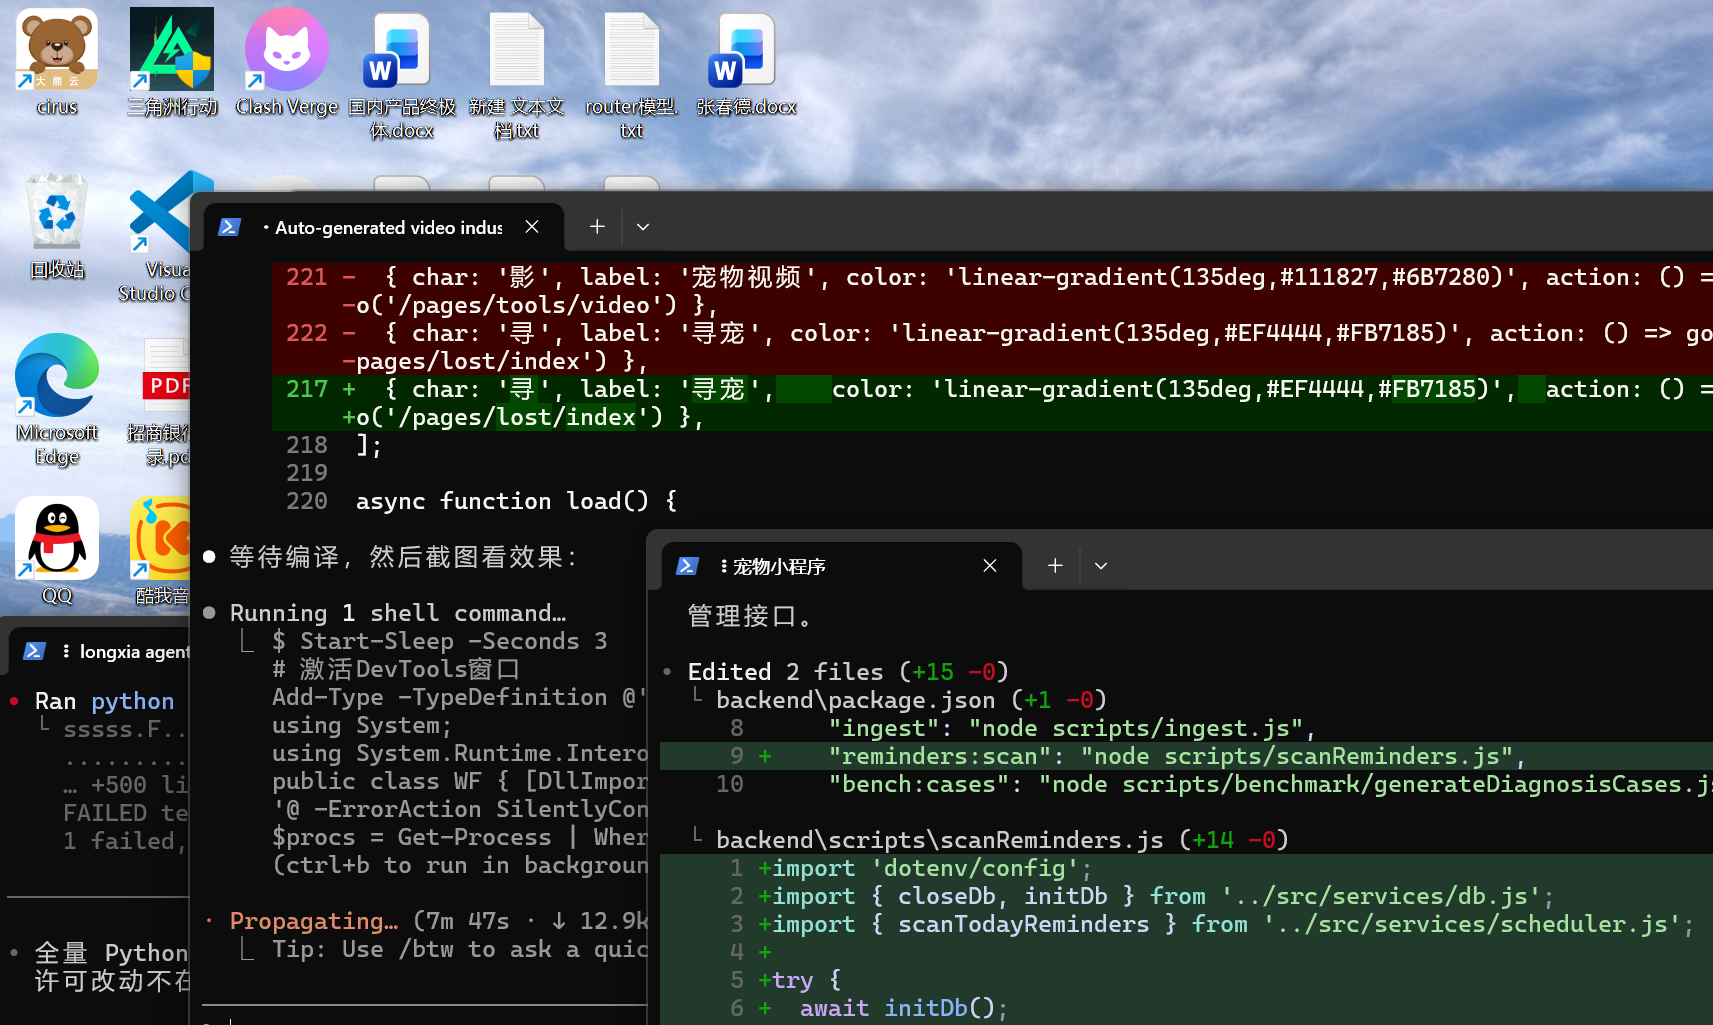 大熊云
cirus
三角洲行动
Clash Verge
国内产品终极
体.docx
新建 文本文
档.txt
router模型.
txt
张春德.docx
回收站
Visua
Studio C
Microsoft
Edge
PDF
招商银行
录.pd
QQ
酷我音
· Auto-generated video indus
221 -  { char: '影', label: '宠物视频', color: 'linear-gradient(135deg,#111827,#6B7280)', action: () =
-o('/pages/tools/video') },
222 -  { char: '寻', label: '寻宠', color: 'linear-gradient(135deg,#EF4444,#FB7185)', action: () => go
-pages/lost/index') },
217 +  { char: '寻', label: '寻宠',    color: 'linear-gradient(135deg,#EF4444,#FB7185)',  action: () =
+o('/pages/lost/index') },
218  ];
219
220  async function load() {
● 等待编译，然后截图看效果：
● Running 1 shell command…
$ Start-Sleep -Seconds 3
# 激活DevTools窗口
Add-Type -TypeDefinition @'
using System;
using System.Runtime.Intero
public class WF { [DllImpor
'@ -ErrorAction SilentlyCon
$procs = Get-Process | Wher
(ctrl+b to run in backgroun
· Propagating… (7m 47s · ↓ 12.9k
Tip: Use /btw to ask a quic
longxia agent
• Ran python
└ sssss.F..
.........
… +500 li
FAILED te
1 failed,
• 全量 Python
许可改动不在
宠物小程序
管理接口。
• Edited 2 files (+15 -0)
└ backend\package.json (+1 -0)
8      "ingest": "node scripts/ingest.js",
9 +    "reminders:scan": "node scripts/scanReminders.js",
10      "bench:cases": "node scripts/benchmark/generateDiagnosisCases.js
└ backend\scripts\scanReminders.js (+14 -0)
1 +import 'dotenv/config';
2 +import { closeDb, initDb } from '../src/services/db.js';
3 +import { scanTodayReminders } from '../src/services/scheduler.js';
4 +
5 +try {
6 +  await initDb();